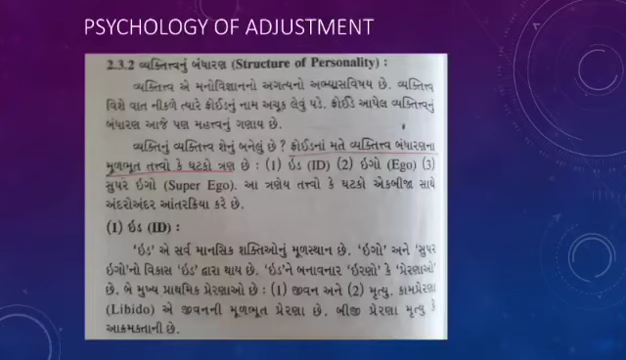 PSYCHOLOGY OF ADJUSTMENT
2.3.2 વ્યક્તિત્વનું બંધારણ (Structure of Personality) :
વ્યક્તિત્વ એ મનોવિજ્ઞાનનો અગત્યનો અભ્યાસવિષય છે. વ્યક્તિત્વ
વિશે વાત નીકળે ત્યારે ફ્રોઈડનું નામ અચૂક લેવું પડે. ફ્રોઈડે આપેલ વ્યક્તિત્વનું
બંધારણ આજે પણ મહત્ત્વનું ગણાય છે.
વ્યક્તિનું વ્યક્તિત્વ શેનું બનેલું છે ? ફ્રોઈડનાં મતે વ્યક્તિત્વ બંધારણના
મૂળભૂત તત્ત્વો કે ઘટકો ત્રણ છે : (1) ઇડ (ID) (2) ઇગો (Ego) (3)
સુપર ઇગો (Super Ego). આ ત્રણેય તત્ત્વો કે ઘટકો એકબીજા સાથે
અંદરોઅંદર આંતરક્રિયા કરે છે.
(1) ઇડ (ID) :
‘ઇડ’ એ સર્વ માનસિક શક્તિઓનું મૂળસ્થાન છે. ‘ઇગો’ અને ‘સુપર
ઇગો’નો વિકાસ ‘ઇડ’ દ્વારા થાય છે. ‘ઇડ’ને બનાવનાર ‘ઇરણો’ કે ‘પ્રેરણાઓ’
છે. બે મુખ્ય પ્રાથમિક પ્રેરણાઓ છે : (1) જીવન અને (2) મૃત્યુ. કામપ્રેરણા
(Libido) એ જીવનની મૂળભૂત પ્રેરણા છે. બીજી પ્રેરણા મૃત્યુ કે
આક્રમકતાની છે.